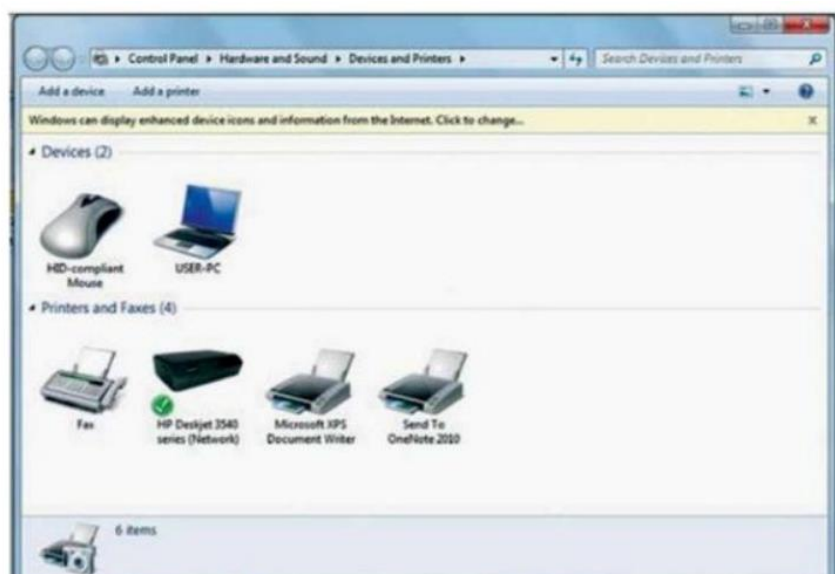 Control Panel ▸ Hardware and Sound ▸ Devices and Printers ▸
Search Devices and Printers
Add a device Add a printer
Windows can display enhanced device icons and information from the Internet. Click to change...
Devices (2)
HID-compliant
Mouse
USER-PC
Printers and Faxes (4)
Fax
HP Deskjet 3540
series (Network)
Microsoft XPS
Document Writer
Send To
OneNote 2010
6 items